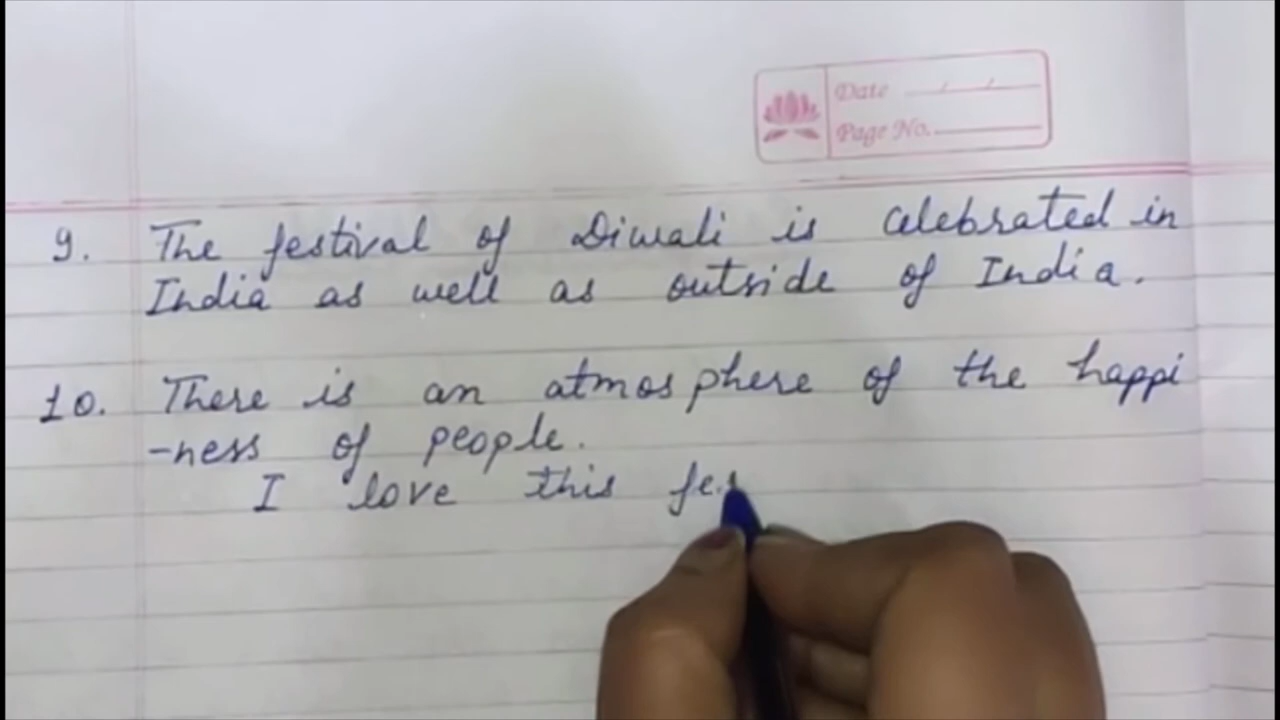 Date / /
Page No.
9. The festival of Diwali is celebrated in
India as well as outside of India.
10. There is an atmosphere of the happi
-ness of people.
I love this fes